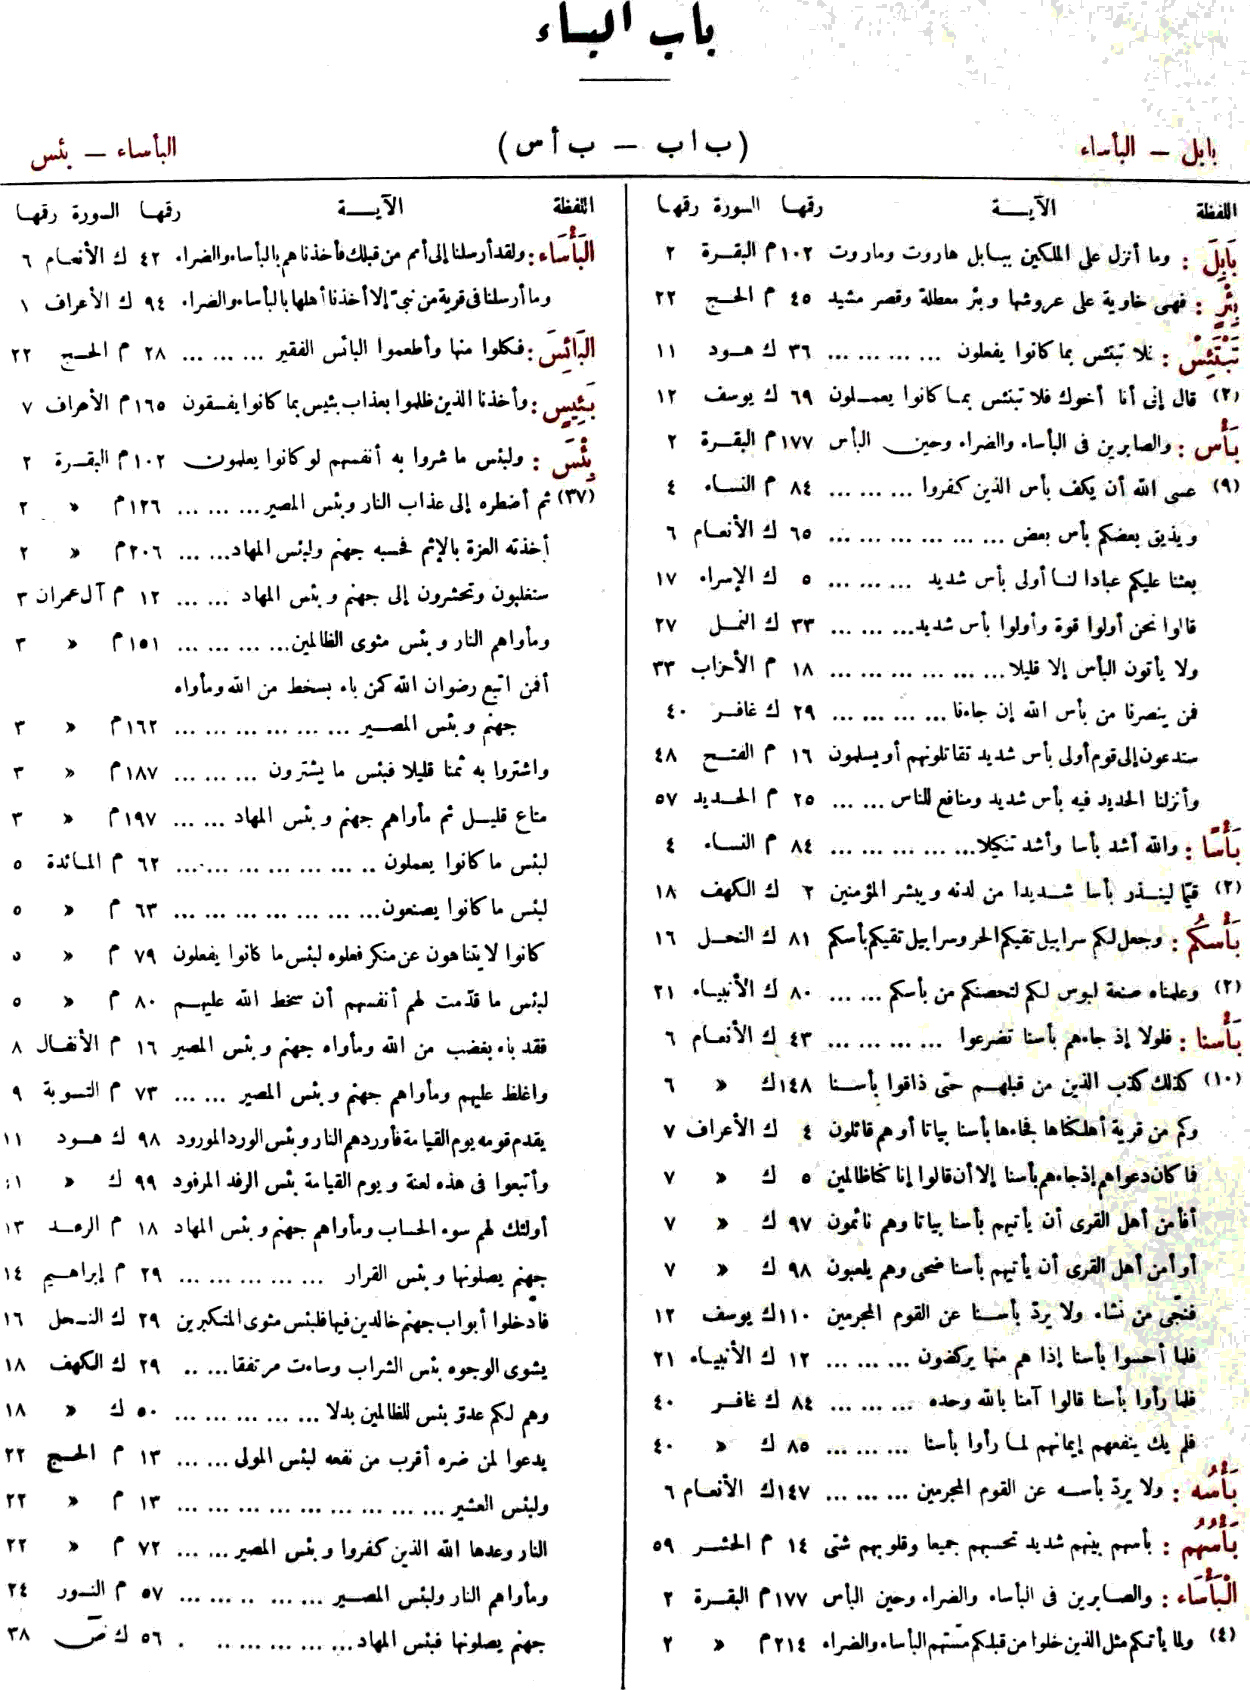 باب الباء
بابل — البأساء (ب اب — ب أ س) البأساء — بئس
اللفظة الآيــة رقمها السورة رقمها
بَابِلَ : وما أنزل على الملكين ببابل هاروت وماروت ١٠٢ م البقرة ٢
بِئْرٍ : فهى خاوية على عروشها وبئر معطلة وقصر مشيد ٤٥ م الحج ٢٢
تَبْتَئِسْ : فلا تبتئس بما كانوا يفعلون ... ... ... ٣٦ ك هود ١١
(٢) قال إنى أنا أخوك فلا تبتئس بما كانوا يعملون ٦٩ ك يوسف ١٢
بَأْس : والصابرين فى البأساء والضراء وحين البأس ١٧٧ م البقرة ٢
(٩) عسى الله أن يكف بأس الذين كفروا ... ... ... ٨٤ م النساء ٤
ويذيق بعضكم بأس بعض ... ... ... ... ... ... ٦٥ ك الأنعام ٦
بعثنا عليكم عبادا لنا أولى بأس شديد ... ... ... ٥ ك الإسراء ١٧
قالوا نحن أولوا قوة وأولوا بأس شديد... ... ... ٣٣ ك النمل ٢٧
ولا يأتون البأس إلا قليلا... ... ... ... ... ... ١٨ م الأحزاب ٣٣
فمن ينصرنا من بأس الله إن جاءنا ... ... ... ... ٢٩ ك غافر ٤٠
ستدعون إلى قوم أولى بأس شديد تقاتلونهم أو يسلمون ١٦ م الفتح ٤٨
وأنزلنا الحديد فيه بأس شديد ومنافع للناس ... ... ٢٥ م الحديد ٥٧
بَأْسًا : والله أشد بأسا وأشد تنكيلا... ... ... ... ... ٨٤ م النساء ٤
(٢) قيما لينذر بأسا شديدا من لدنه ويبشر المؤمنين ٢ ك الكهف ١٨
بَأْسَكُم : وجعل لكم سرابيل تقيكم الحر وسرابيل تقيكم بأسكم ٨١ ك النحل ١٦
(٢) وعلمناه صنعة لبوس لكم لتحصنكم من بأسكم ... ... ٨٠ ك الأنبياء ٢١
بَأْسُنا : فلولا إذ جاءهم بأسنا تضرعوا ... ... ... ... ٤٣ ك الأنعام ٦
(١٠) كذلك كذب الذين من قبلهم حتى ذاقوا بأسنا ١٤٨ ك « ٦
وكم من قرية أهلكناها فجاءها بأسنا بياتا أو هم قائلون ٤ ك الأعراف ٧
فما كان دعواهم إذ جاءهم بأسنا إلا أن قالوا إنا كنا ظالمين ٥ ك « ٧
أفأمن أهل القرى أن يأتيهم بأسنا بياتا وهم نائمون ٩٧ ك « ٧
أو أمن أهل القرى أن يأتيهم بأسنا ضحى وهم يلعبون ٩٨ ك « ٧
فنجّى من نشاء ولا يردّ بأسنا عن القوم المجرمين ١١٠ ك يوسف ١٢
فلما أحسوا بأسنا إذا هم منها يركضون ... ... ... ١٢ ك الأنبياء ٢١
فلما رأوا بأسنا قالوا آمنا بالله وحده ... ... ... ٨٤ ك غافر ٤٠
فلم يك ينفعهم إيمانهم لما رأوا بأسنا ... ... ... ٨٥ ك « ٤٠
بَأْسُه : ولا يردّ بأسه عن القوم المجرمين ... ... ... ١٤٧ ك الأنعام ٦
بَأْسُهُم : بأسهم بينهم شديد تحسبهم جميعا وقلوبهم شتى ١٤ م الحشر ٥٩
الْبَأْسَاء : والصابرين فى البأساء والضراء وحين البأس ١٧٧ م البقرة ٢
(٤) ولما يأتكم مثل الذين خلوا من قبلكم مسّتهم البأساء والضراء ٢١٤ م « ٢
اللفظة الآيــة رقمها السورة رقمها
الْبَأْسَاء : ولقد أرسلنا إلى أمم من قبلك فأخذناهم بالبأساء والضراء ٤٢ ك الأنعام ٦
وما أرسلنا فى قرية من نبىّ إلا أخذنا أهلها بالبأساء والضراء ٩٤ ك الأعراف ١
الْبَائِسَ : فكلوا منها وأطعموا البائس الفقير ... ... ... ٢٨ م الحج ٢٢
بَئِيسٍ : وأخذنا الذين ظلموا بعذاب بئيس بما كانوا يفسقون ١٦٥ م الأعراف ٧
بِئْسَ : ولبئس ما شروا به أنفسهم لو كانوا يعلمون ١٠٢ م البقرة ٢
(٣٧) ثم أضطره إلى عذاب النار وبئس المصير ... ... ... ١٢٦ م « ٢
أخذته العزة بالإثم فحسبه جهنم ولبئس المهاد... ... ٢٠٦ م « ٢
ستغلبون وتحشرون إلى جهنم وبئس المهاد ... ... ١٢ م آل عمران ٣
ومأواهم النار وبئس مثوى الظالمين... ... ... ... ١٥١ م « ٣
أفمن اتبع رضوان الله كمن باء بسخط من الله ومأواه
جهنم وبئس المصير ... ... ... ... ... ... ١٦٢ م « ٣
واشتروا به ثمنا قليلا فبئس ما يشترون ... ... ... ١٨٧ م « ٣
متاع قليل ثم مأواهم جهنم وبئس المهاد ... ... ١٩٧ م « ٣
لبئس ما كانوا يعملون .. ... ... ... ... ... ... ٦٢ م المائدة ٥
لبئس ما كانوا يصنعون... ... ... ... ... ... ... ٦٣ م « ٥
كانوا لا يتناهون عن منكر فعلوه لبئس ما كانوا يفعلون ٧٩ م « ٥
لبئس ما قدّمت لهم أنفسهم أن سخط الله عليهم ٨٠ م « ٥
فقد باء بغضب من الله ومأواه جهنم وبئس المصير ١٦ م الأنفال ٨
واغلظ عليهم ومأواهم جهنم وبئس المصير ... ... ٧٣ م التوبة ٩
يقدم قومه يوم القيامة فأوردهم النار وبئس الورد المورود ٩٨ ك هود ١١
وأتبعوا فى هذه لعنة ويوم القيامة بئس الرفد المرفود ٩٩ ك «
أولئك لهم سوء الحساب ومأواهم جهنم وبئس المهاد ١٨ م الرعد ١٣
جهنم يصلونها وبئس القرار ... ... ... ... ... ٢٩ م إبراهيم ١٤
فادخلوا أبواب جهنم خالدين فيها فلبئس مثوى المتكبرين ٢٩ ك النحل ١٦
يشوى الوجوه بئس الشراب وساءت مرتفقا... .. ٢٩ ك الكهف ١٨
وهم لكم عدوّ بئس للظالمين بدلا ... ... ... ... ... ٥٠ ك « ١٨
يدعوا لمن ضره أقرب من نفعه لبئس المولى ... ... ١٣ م الحج ٢٢
ولبئس العشير ... ... ... ... ... ... ... ... ١٣ م « ٢٢
النار وعدها الله الذين كفروا وبئس المصير ... ... ٧٢ م « ٢٢
ومأواهم النار ولبئس المصير ... ... .. ... ... ٥٧ م النور ٢٤
جهنم يصلونها فبئس المهاد... ... ... ... .. . ٥٦ ك صٓ ٣٨